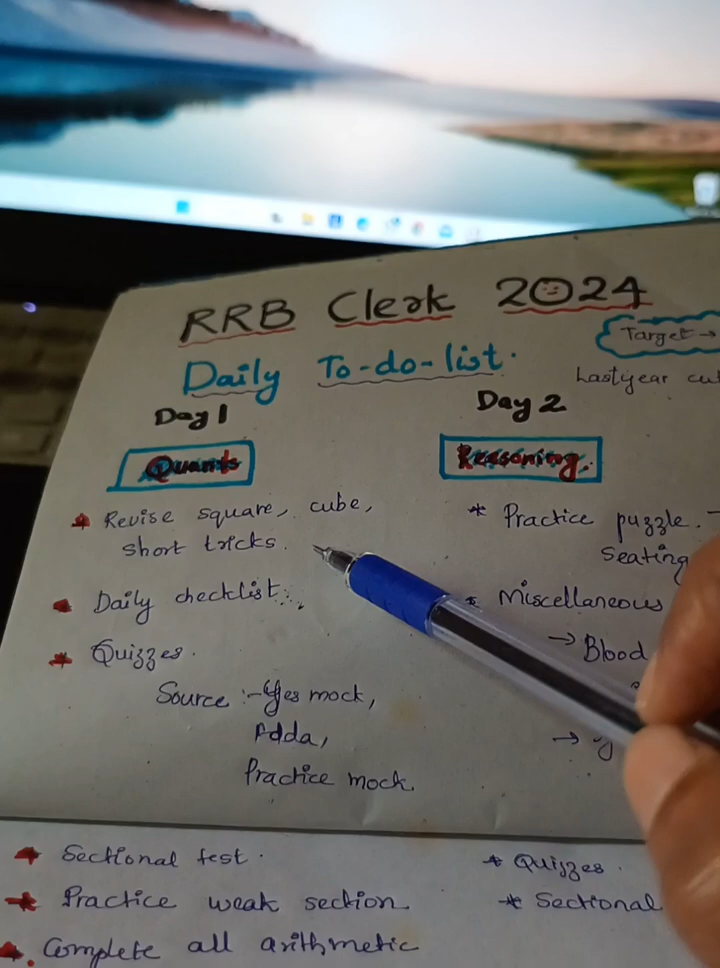 RRB Clerk 2024
Target →
Daily To-do-list.
Last year
Day 1
Quants
* Revise square, cube,
short tricks.
* Daily checklist
* Quizzes.
Source :- Yes mock,
Adda,
Practice mock.
* Sectional test.
* Practice weak section
* Complete all arithmetic
Day 2
Reasoning.
* Practice puzzle.
Seating
* Miscellaneous
→ Blood
→
* Quizzes.
* Sectional